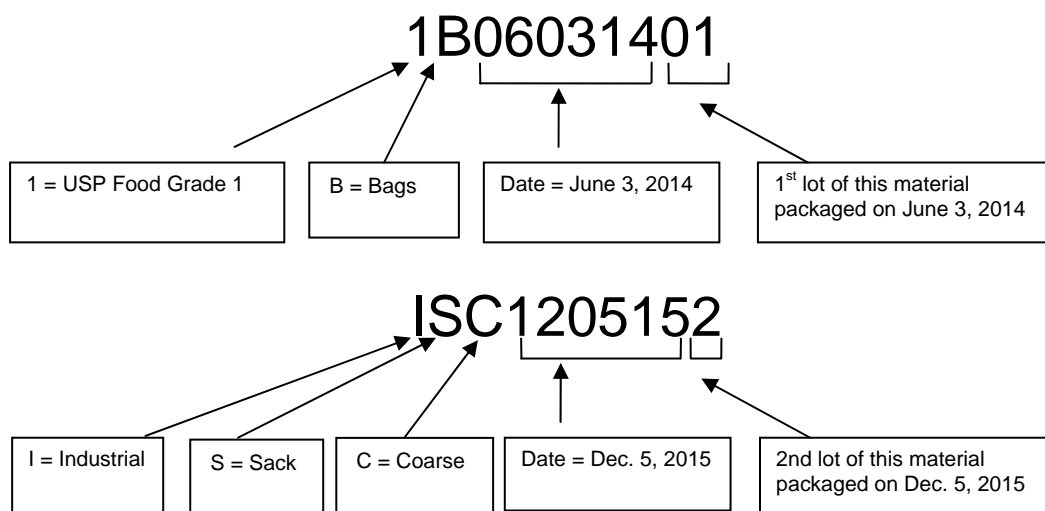 1B06031401
1 = USP Food Grade 1
B = Bags
Date = June 3, 2014
1st lot of this material
packaged on June 3, 2014
ISC1205152
I = Industrial
S = Sack
C = Coarse
Date = Dec. 5, 2015
2nd lot of this material
packaged on Dec. 5, 2015